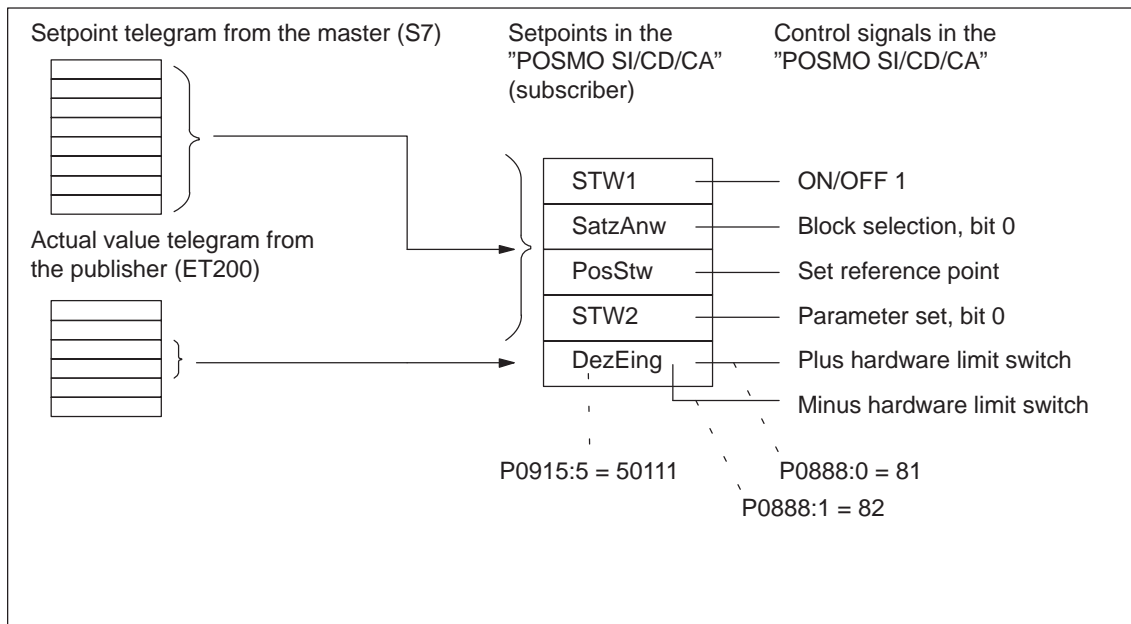 Setpoint telegram from the master (S7)
Setpoints in the
"POSMO SI/CD/CA"
(subscriber)
Control signals in the
"POSMO SI/CD/CA"
STW1
ON/OFF 1
SatzAnw
Block selection, bit 0
Actual value telegram from
the publisher (ET200)
PosStw
Set reference point
STW2
Parameter set, bit 0
DezEing
Plus hardware limit switch
Minus hardware limit switch
P0915:5 = 50111
P0888:0 = 81
P0888:1 = 82